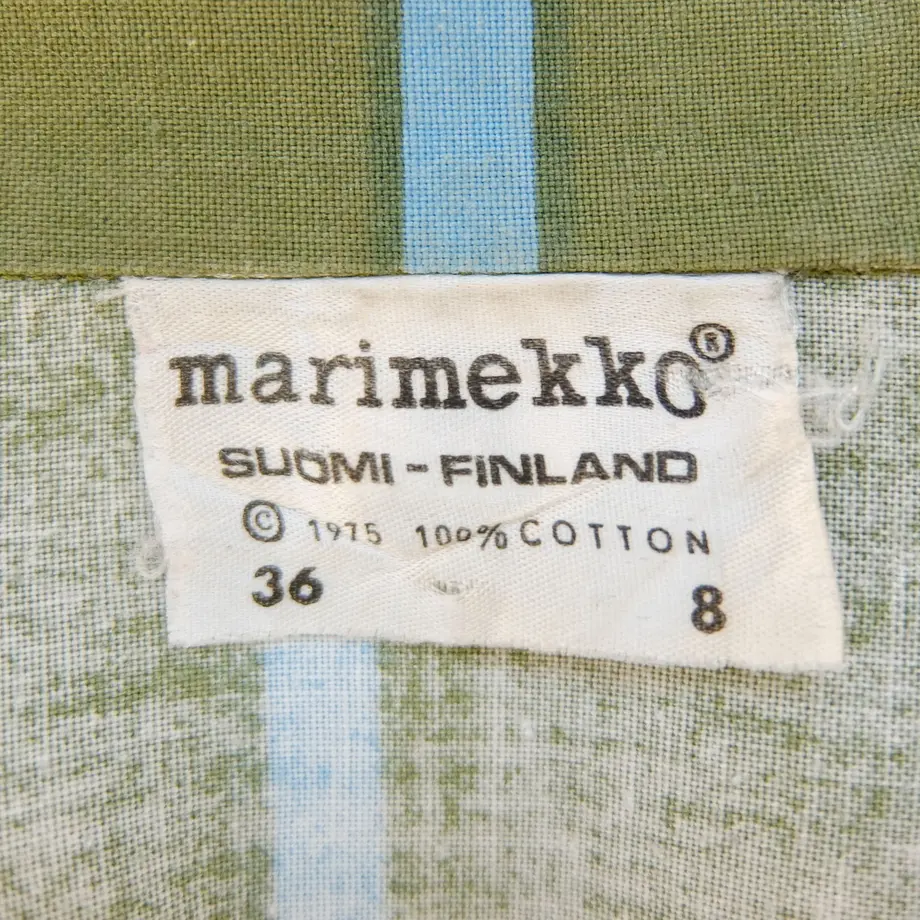 marimekko®
SUOMI - FINLAND
© 1975 100% COTTON
36 8